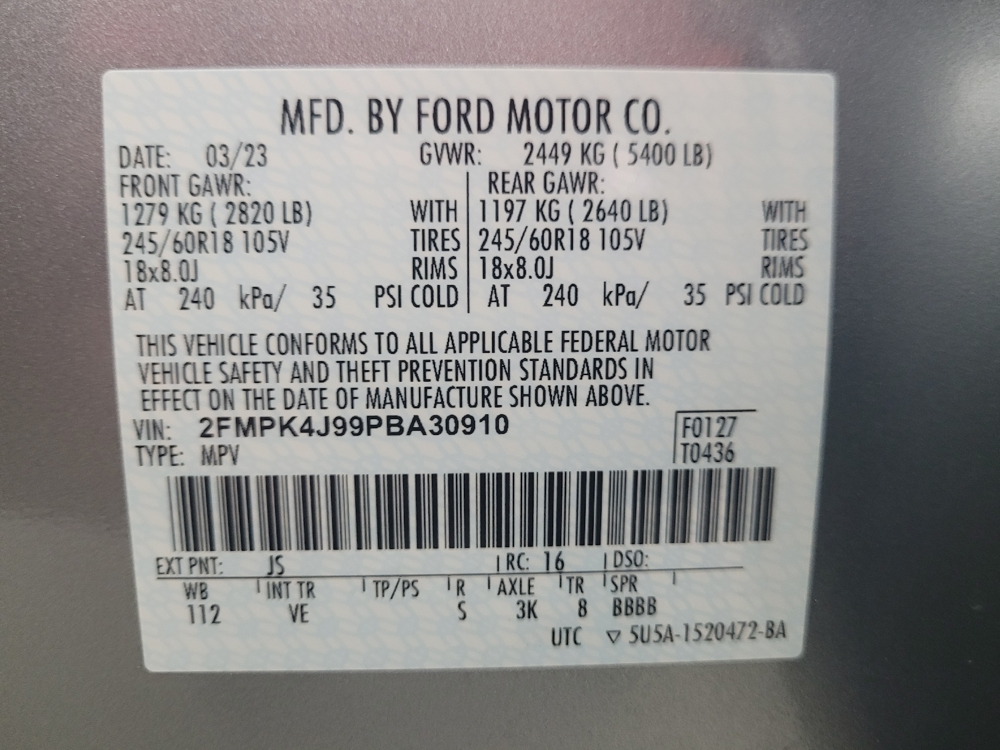 MFD. BY FORD MOTOR CO.
DATE: 03/23 GVWR: 2449 KG ( 5400 LB)
FRONT GAWR: REAR GAWR:
1279 KG ( 2820 LB) WITH 1197 KG ( 2640 LB) WITH
245/60R18 105V TIRES 245/60R18 105V TIRES
18x8.0J RIMS 18x8.0J RIMS
AT 240 kPa/ 35 PSI COLD AT 240 kPa/ 35 PSI COLD
THIS VEHICLE CONFORMS TO ALL APPLICABLE FEDERAL MOTOR
VEHICLE SAFETY AND THEFT PREVENTION STANDARDS IN
EFFECT ON THE DATE OF MANUFACTURE SHOWN ABOVE.
VIN: 2FMPK4J99PBA30910 F0127
TYPE: MPV T0436
EXT PNT: JS RC: 16 DSO:
WB INT TR TP/PS R AXLE TR SPR
112 VE S 3K 8 BBBB
UTC ▽ 5U5A-1520472-BA